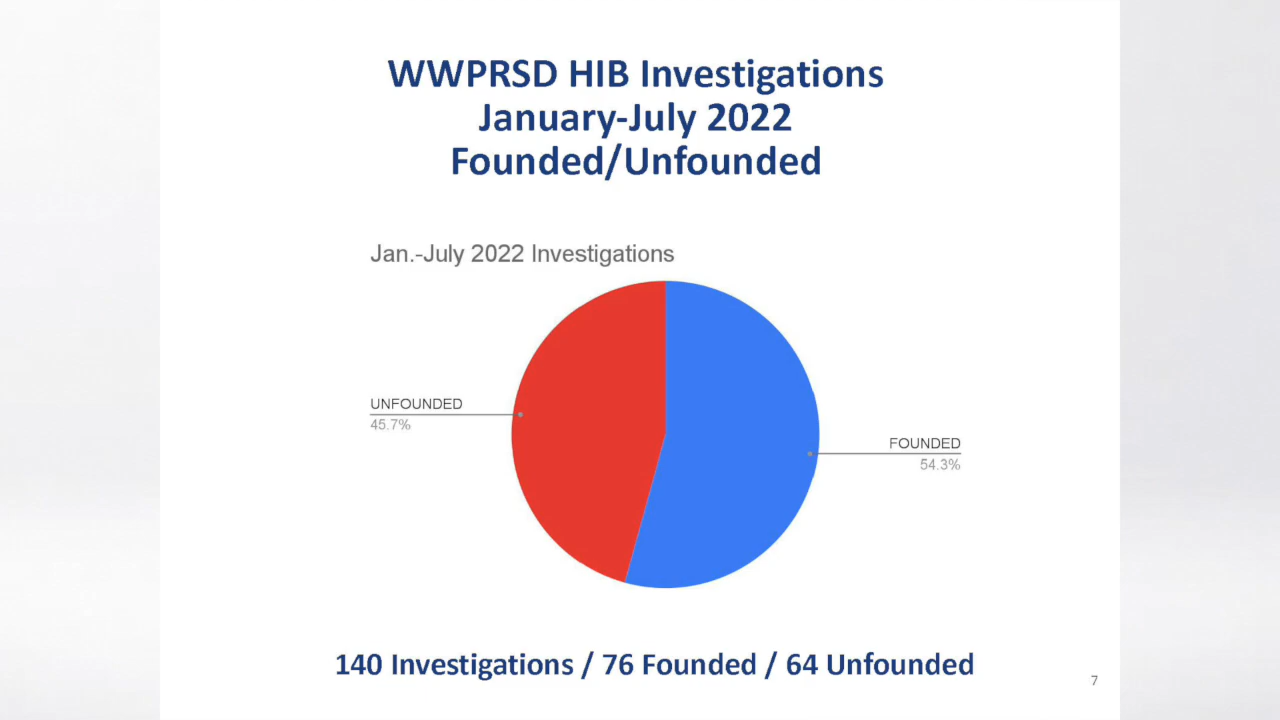 WWPRSD HIB Investigations
January-July 2022
Founded/Unfounded
Jan.-July 2022 Investigations
UNFOUNDED
45.7%
FOUNDED
54.3%
140 Investigations / 76 Founded / 64 Unfounded
7